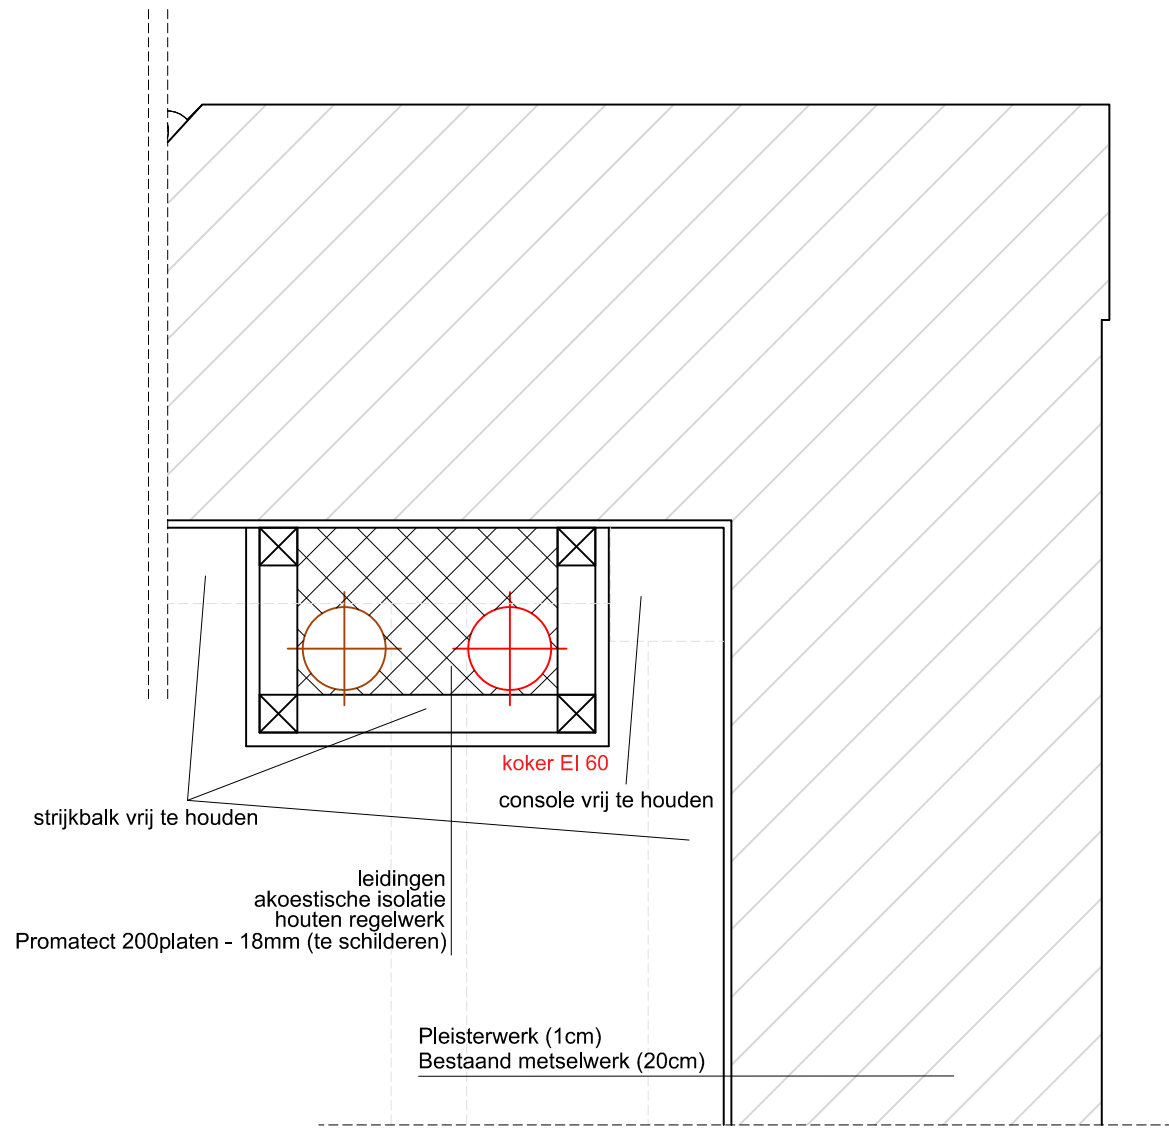 koker EI 60
console vrij te houden
strijkbalk vrij te houden
leidingen
akoestische isolatie
houten regelwerk
Promatect 200platen - 18mm (te schilderen)
Pleisterwerk (1cm)
Bestaand metselwerk (20cm)